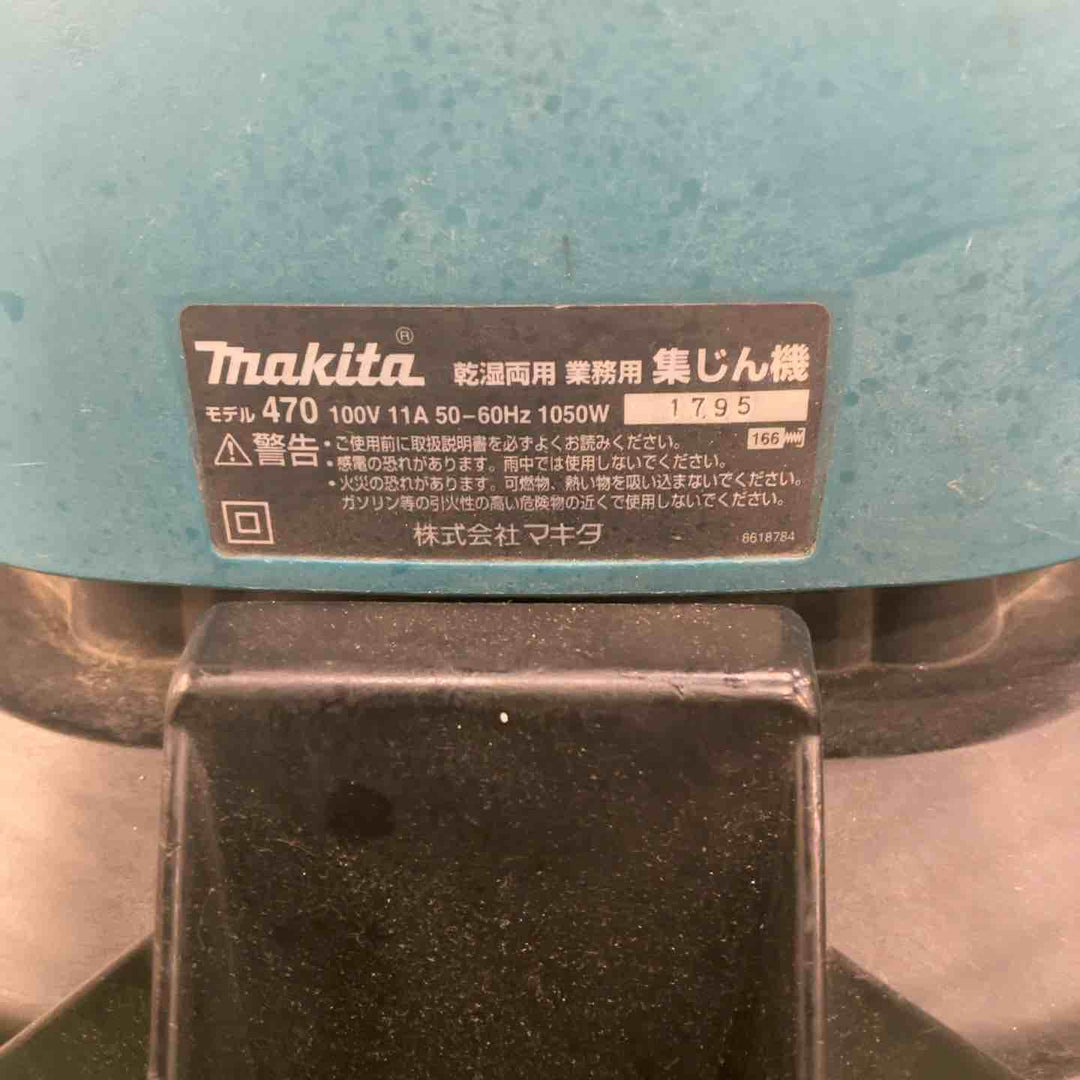 makita® 乾湿両用 業務用 集じん機
モデル 470 100V 11A 50-60Hz 1050W 1795
⚠警告 ・ご使用前に取扱説明書を必ずよくお読みください。 166
・感電の恐れがあります。雨中では使用しないでください。
・火災の恐れがあります。可燃物、熱い物を吸い込まないでください。
ガソリン等の引火性の高い危険物の近くで使用しないでください。
株式会社 マキタ 8618784